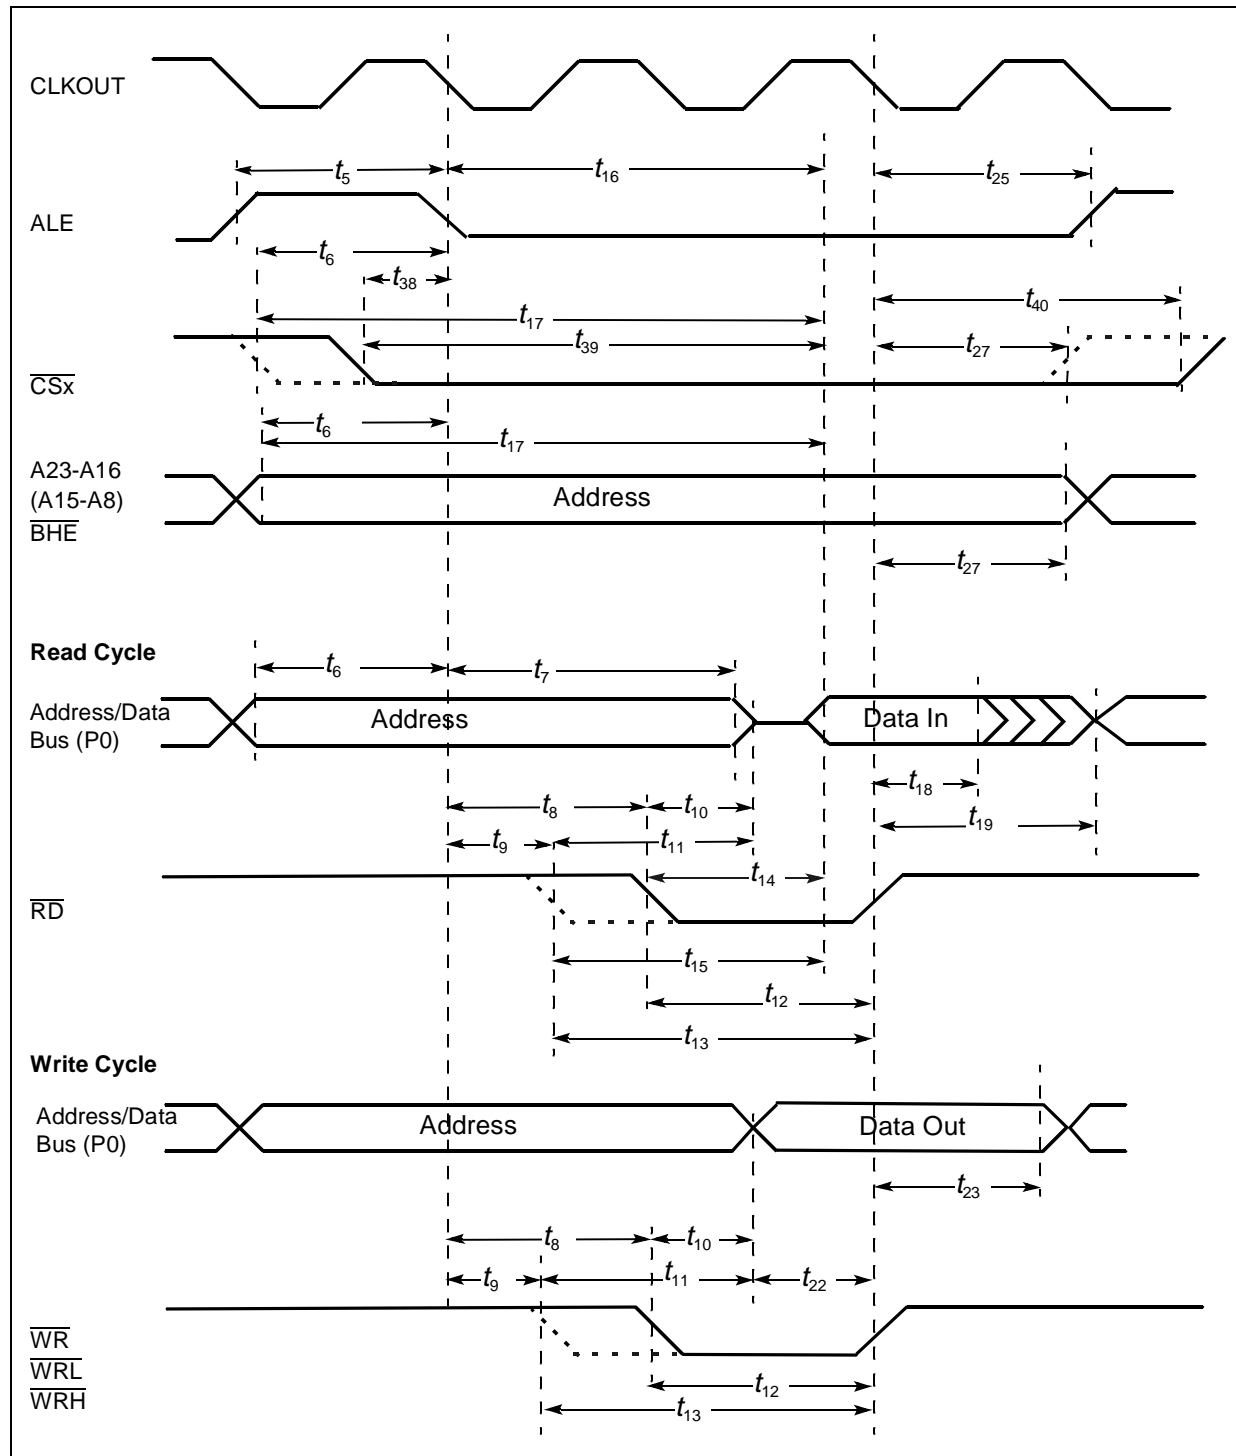 CLKOUT
t5
t16
t25
ALE
t6
t38
t40
t17
t39
t27
CSx
t6
t17
A23-A16
(A15-A8)
BHE
Address
t27
Read Cycle
t6
t7
Address/Data
Bus (P0)
Address
Data In
t18
t8
t10
t19
t9
t11
t14
RD
t15
t12
t13
Write Cycle
Address/Data
Bus (P0)
Address
Data Out
t23
t8
t10
t9
t11
t22
WR
WRL
WRH
t12
t13